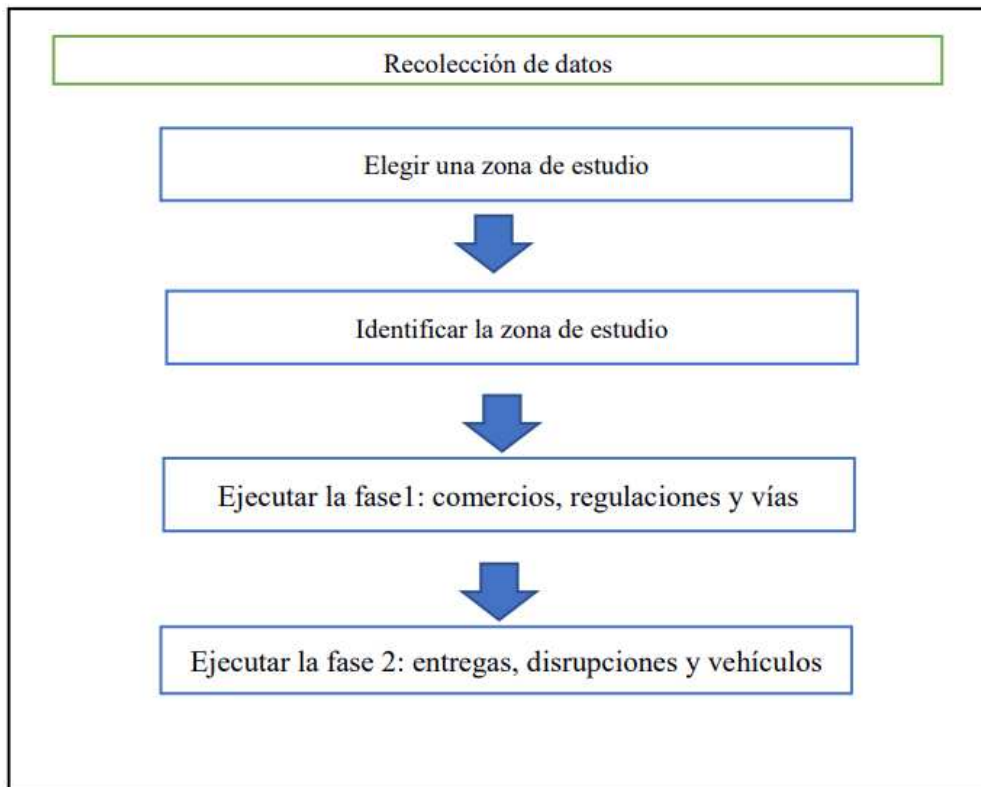 Recolección de datos
Elegir una zona de estudio
Identificar la zona de estudio
Ejecutar la fase1: comercios, regulaciones y vías
Ejecutar la fase 2: entregas, disrupciones y vehículos